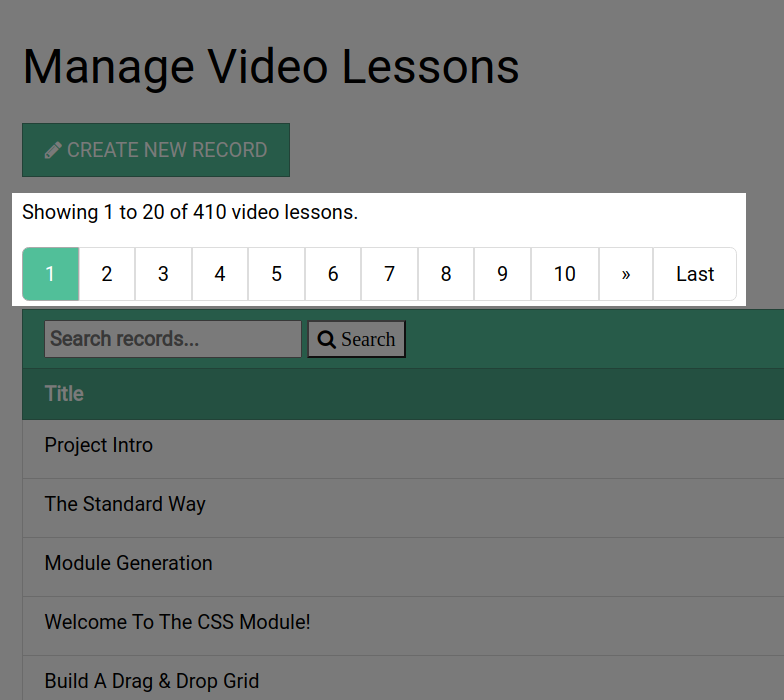 Manage Video Lessons
CREATE NEW RECORD
Showing 1 to 20 of 410 video lessons.
1 2 3 4 5 6 7 8 9 10 » Last
Search records... Search
Title
Project Intro
The Standard Way
Module Generation
Welcome To The CSS Module!
Build A Drag & Drop Grid